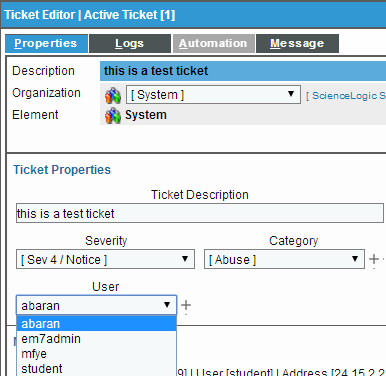 Ticket Editor | Active Ticket [1]
Properties Logs Automation Message
Description this is a test ticket
Organization [ System ] [ ScienceLogic S
Element System
Ticket Properties
Ticket Description
this is a test ticket
Severity Category
[ Sev 4 / Notice ] [ Abuse ]
User
abaran
abaran
em7admin
mfye
student
9] | User [student] | Address [24.15.2.2